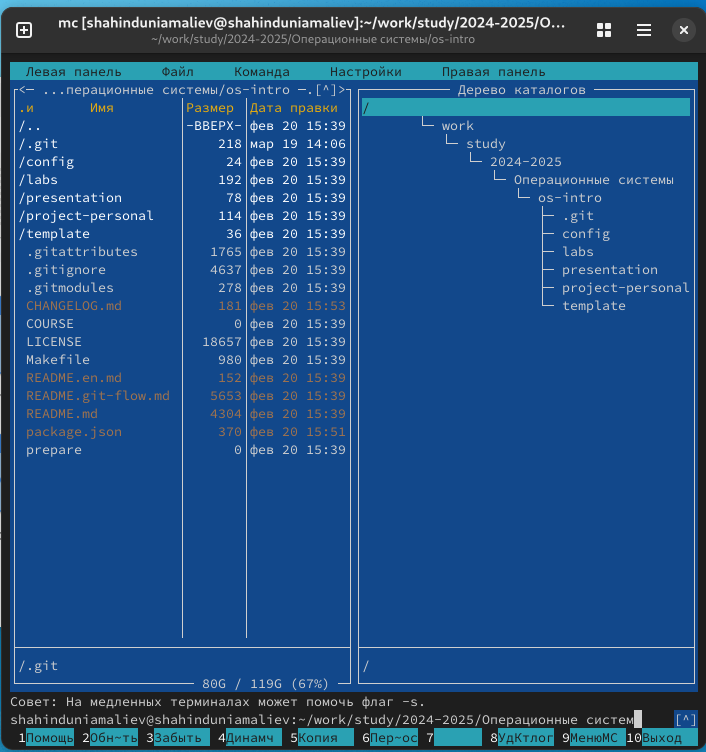 mc [shahinduniamaliev@shahinduniamaliev]:~/work/study/2024-2025/О…
~/work/study/2024-2025/Операционные системы/os-intro
Левая панель Файл Команда Настройки Правая панель
<— ...перационные системы/os-intro —.[^]>
.и Имя Размер Дата правки
/.. -ВВЕРХ- фев 20 15:39
/.git 218 мар 19 14:06
/config 24 фев 20 15:39
/labs 192 фев 20 15:39
/presentation 78 фев 20 15:39
/project-personal 114 фев 20 15:39
/template 36 фев 20 15:39
.gitattributes 1765 фев 20 15:39
.gitignore 4637 фев 20 15:39
.gitmodules 278 фев 20 15:39
CHANGELOG.md 181 фев 20 15:53
COURSE 0 фев 20 15:39
LICENSE 18657 фев 20 15:39
Makefile 980 фев 20 15:39
README.en.md 152 фев 20 15:39
README.git-flow.md 5653 фев 20 15:39
README.md 4304 фев 20 15:39
package.json 370 фев 20 15:51
prepare 0 фев 20 15:39
/.git
80G / 119G (67%)
Дерево каталогов
/
work
study
2024-2025
Операционные системы
os-intro
.git
config
labs
presentation
project-personal
template
/
Совет: На медленных терминалах может помочь флаг -s.
shahinduniamaliev@shahinduniamaliev:~/work/study/2024-2025/Операционные систем [^]
1Помощь 2Обн~ть 3Забыть 4Динамч 5Копия 6Пер~ос 7 8УдКтлог 9МенюMC 10Выход